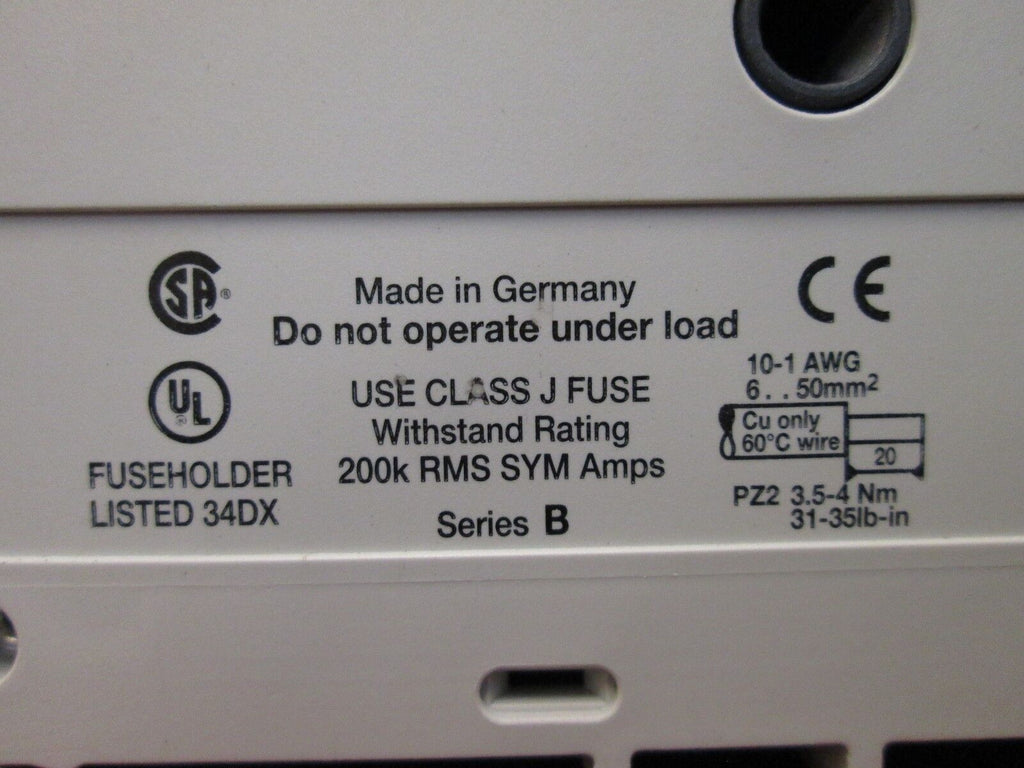 SA®
UL®
FUSEHOLDER
LISTED 34DX
Made in Germany
Do not operate under load
USE CLASS J FUSE
Withstand Rating
200k RMS SYM Amps
Series B
CE
10-1 AWG
6 . . 50mm²
Cu only
60°C wire
20
PZ2 3.5-4 Nm
31-35lb-in